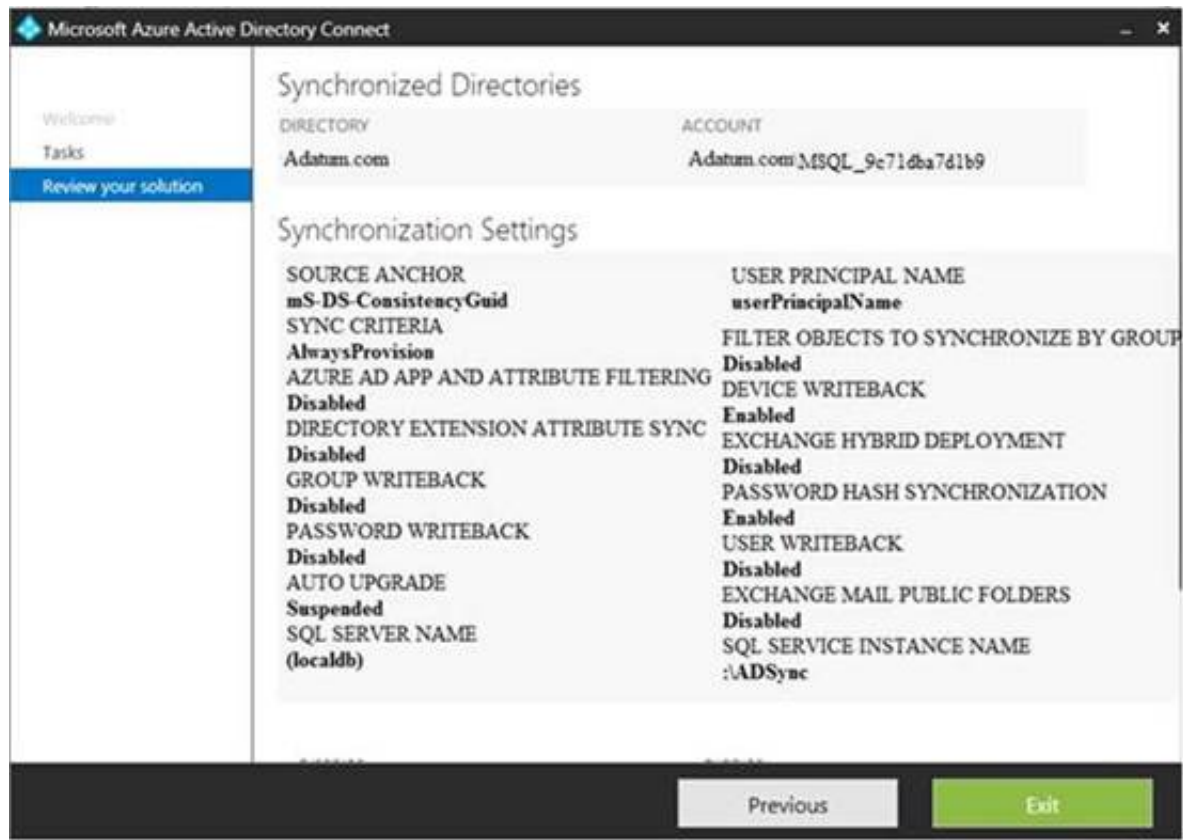 Microsoft Azure Active Directory Connect
Welcome
Tasks
Review your solution
Synchronized Directories
DIRECTORY
ACCOUNT
Adatum.com
Adatum.com\MSQL_9c71dba7d1b9
Synchronization Settings
SOURCE ANCHOR
mS-DS-ConsistencyGuid
SYNC CRITERIA
AlwaysProvision
AZURE AD APP AND ATTRIBUTE FILTERING
Disabled
DIRECTORY EXTENSION ATTRIBUTE SYNC
Disabled
GROUP WRITEBACK
Disabled
PASSWORD WRITEBACK
Disabled
AUTO UPGRADE
Suspended
SQL SERVER NAME
(localdb)
USER PRINCIPAL NAME
userPrincipalName
FILTER OBJECTS TO SYNCHRONIZE BY GROUP
Disabled
DEVICE WRITEBACK
Enabled
EXCHANGE HYBRID DEPLOYMENT
Disabled
PASSWORD HASH SYNCHRONIZATION
Enabled
USER WRITEBACK
Disabled
EXCHANGE MAIL PUBLIC FOLDERS
Disabled
SQL SERVICE INSTANCE NAME
:\ADSync
Previous
Exit